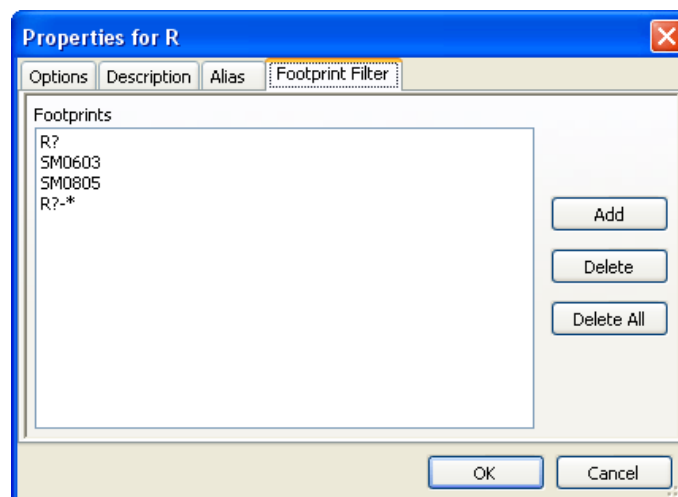 Properties for R
Options Description Alias Footprint Filter
Footprints
R?
SM0603
SM0805
R?-*
Add
Delete
Delete All
OK Cancel